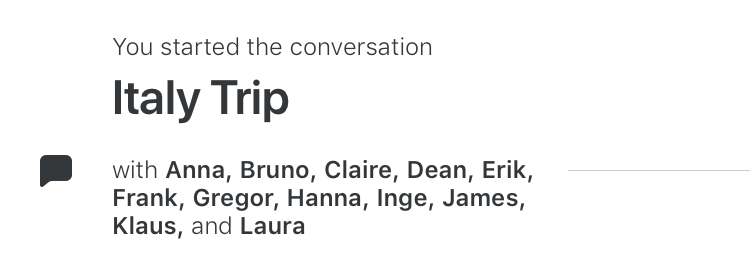 You started the conversation
Italy Trip
with Anna, Bruno, Claire, Dean, Erik,
Frank, Gregor, Hanna, Inge, James,
Klaus, and Laura